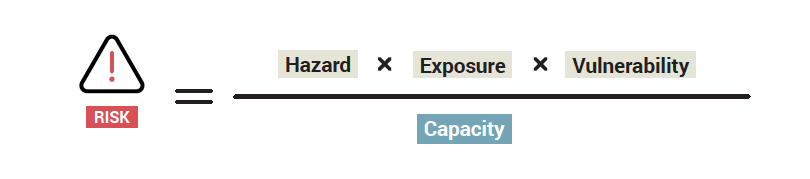 Hazard × Exposure × Vulnerability
RISK =
Capacity